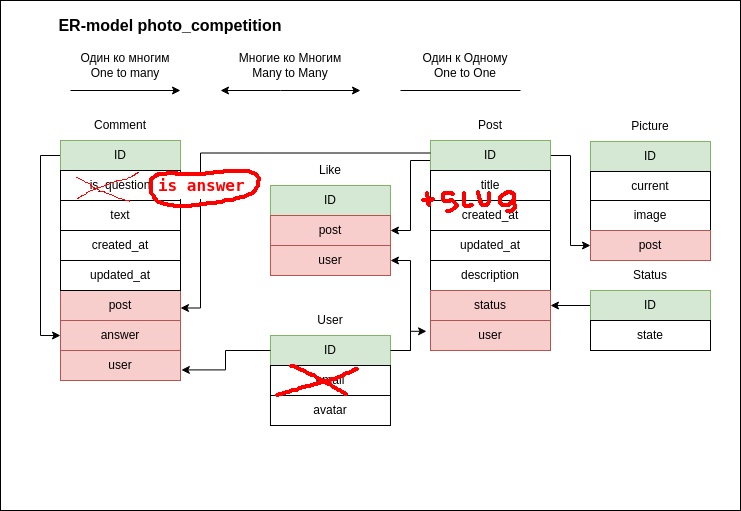 ER-model photo_competition
Один ко многим
One to many
Многие ко Многим
Many to Many
Один к Одному
One to One
Comment
ID
is_question
is answer
text
created_at
updated_at
post
answer
user
Like
ID
post
user
User
ID
avatar
Post
ID
title
+slug
created_at
updated_at
description
status
user
Picture
ID
current
image
post
Status
ID
state